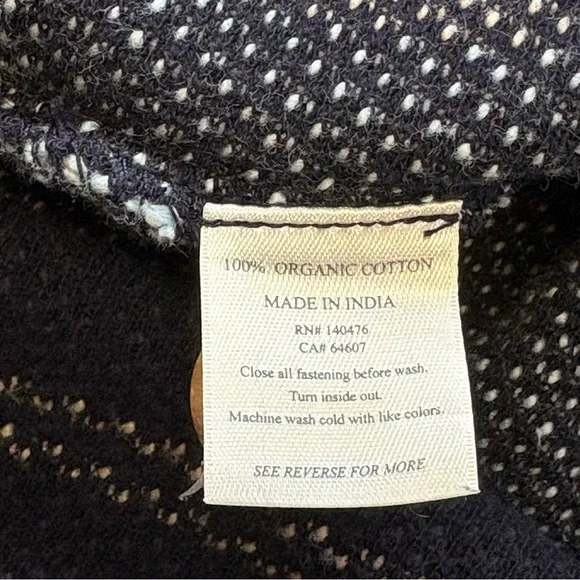 100% ORGANIC COTTON
MADE IN INDIA
RN# 140476
CA# 64607
Close all fastening before wash.
Turn inside out.
Machine wash cold with like colors.
SEE REVERSE FOR MORE